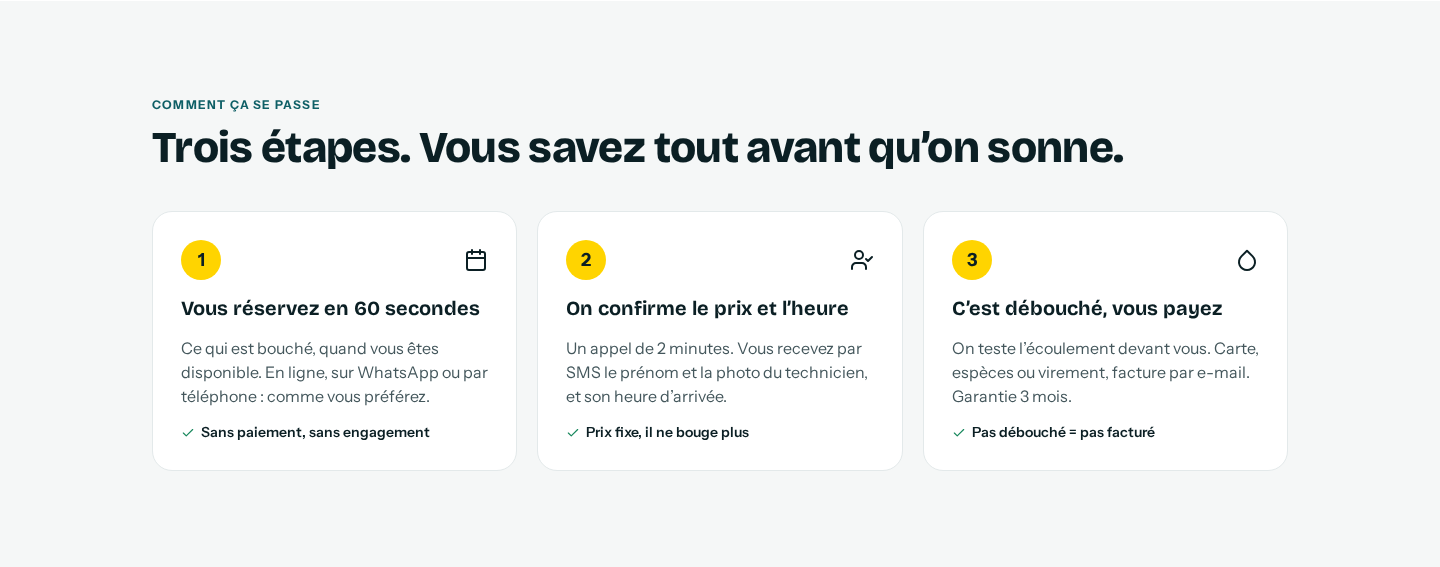 COMMENT ÇA SE PASSE
Trois étapes. Vous savez tout avant qu’on sonne.
1
Vous réservez en 60 secondes
Ce qui est bouché, quand vous êtes
disponible. En ligne, sur WhatsApp ou par
téléphone : comme vous préférez.
Sans paiement, sans engagement
2
On confirme le prix et l’heure
Un appel de 2 minutes. Vous recevez par
SMS le prénom et la photo du technicien,
et son heure d’arrivée.
Prix fixe, il ne bouge plus
3
C’est débouché, vous payez
On teste l’écoulement devant vous. Carte,
espèces ou virement, facture par e-mail.
Garantie 3 mois.
Pas débouché = pas facturé